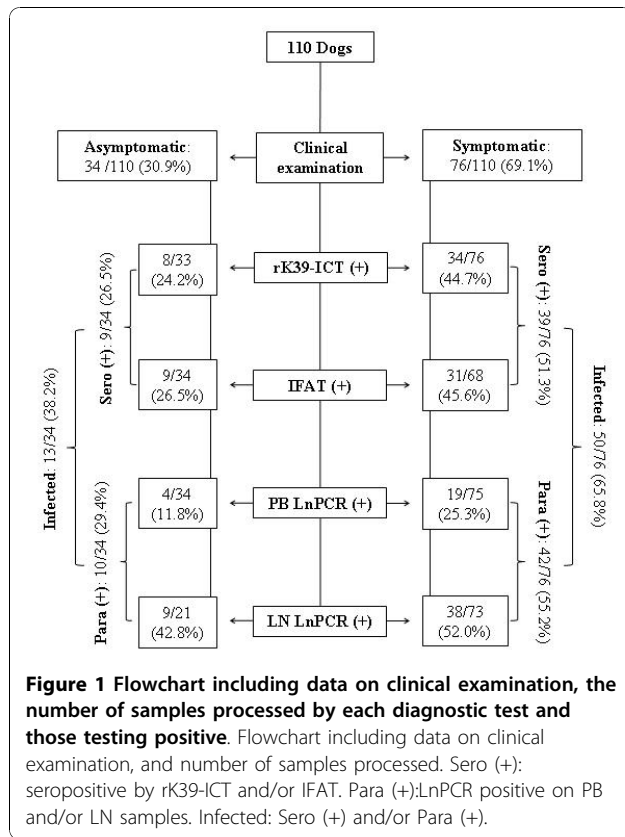 110 Dogs
Asymptomatic:
34 /110 (30.9%)
Clinical
examination
Symptomatic:
76/110 (69.1%)
8/33
(24.2%)
rK39-ICT (+)
34/76
(44.7%)
Sero (+): 9/34 (26.5%)
Sero (+): 39/76 (51.3%)
9/34
(26.5%)
IFAT (+)
31/68
(45.6%)
Infected: 13/34 (38.2%)
Infected: 50/76 (65.8%)
4/34
(11.8%)
PB LnPCR (+)
19/75
(25.3%)
Para (+): 10/34 (29.4%)
Para (+): 42/76 (55.2%)
9/21
(42.8%)
LN LnPCR (+)
38/73
(52.0%)
Figure 1 Flowchart including data on clinical examination, the
number of samples processed by each diagnostic test and
those testing positive. Flowchart including data on clinical
examination, and number of samples processed. Sero (+):
seropositive by rK39-ICT and/or IFAT. Para (+):LnPCR positive on PB
and/or LN samples. Infected: Sero (+) and/or Para (+).